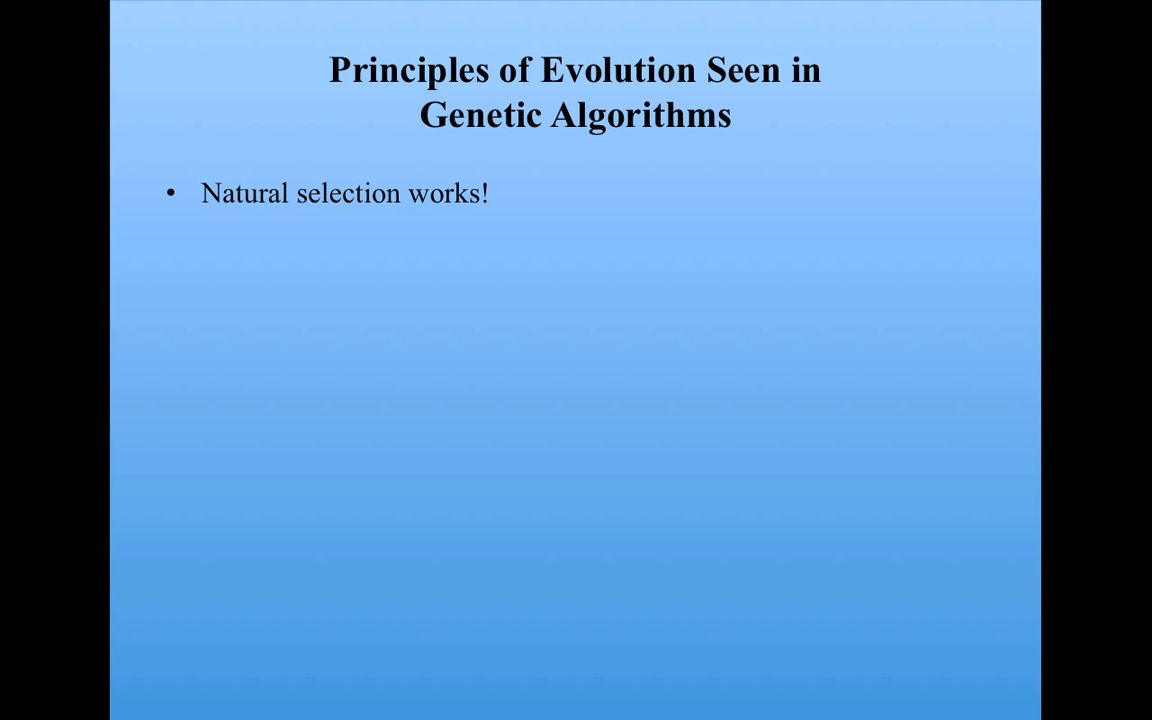 Principles of Evolution Seen in
Genetic Algorithms
• Natural selection works!